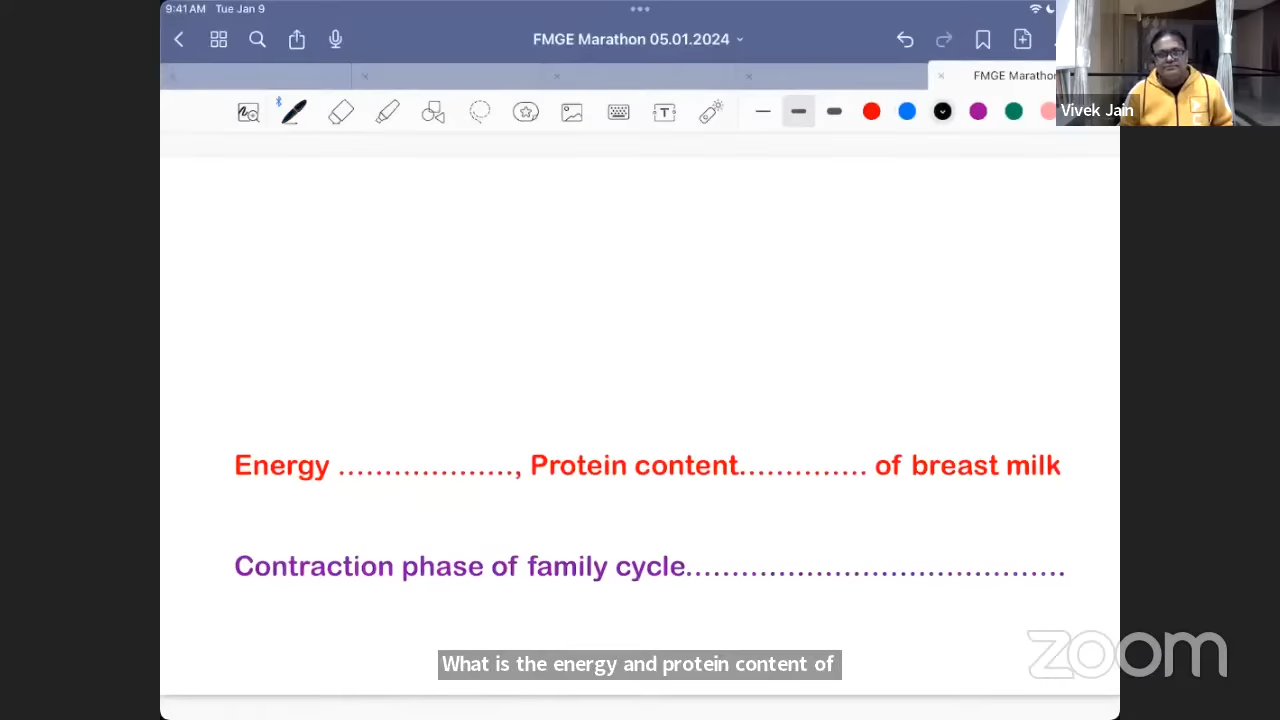 9:41 AM Tue Jan 9
FMGE Marathon 05.01.2024
FMGE Marathon
T
Vivek Jain
Energy ...................., Protein content.............. of breast milk
Contraction phase of family cycle.........................................
What is the energy and protein content of
zoom